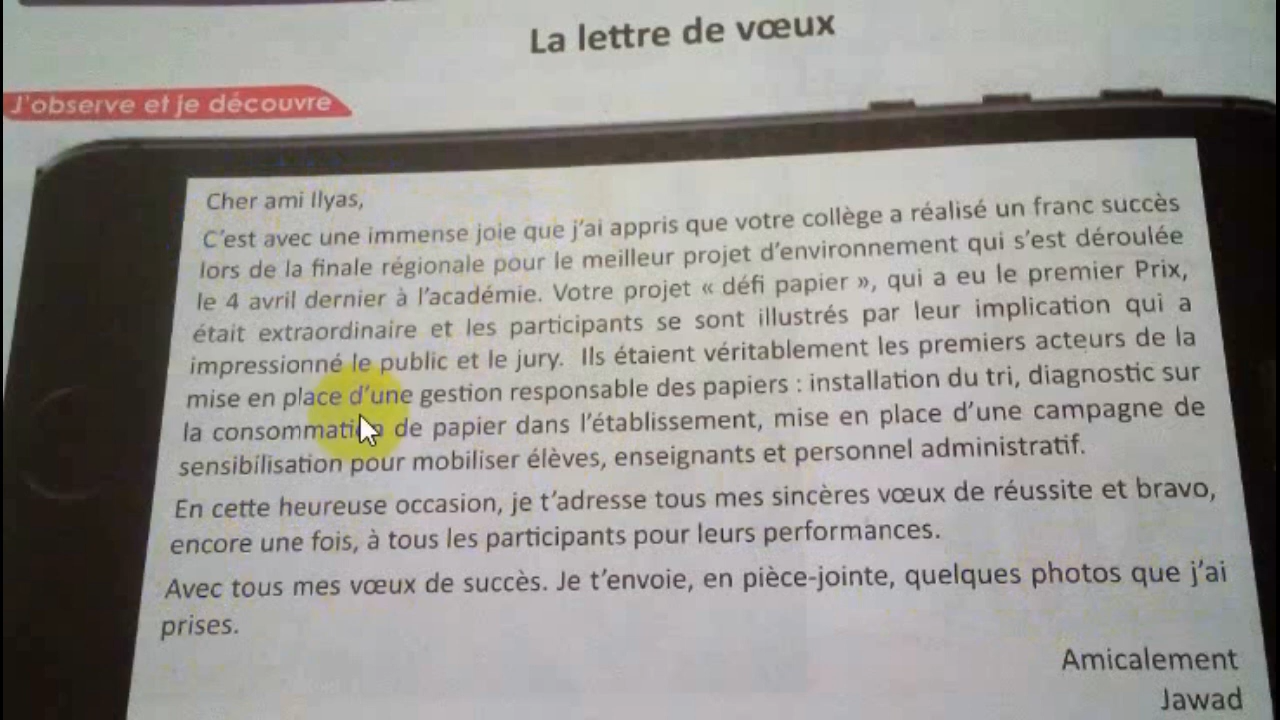 La lettre de vœux
J'observe et je découvre
Cher ami Ilyas,
C'est avec une immense joie que j'ai appris que votre collège a réalisé un franc succès
lors de la finale régionale pour le meilleur projet d'environnement qui s'est déroulée
le 4 avril dernier à l'académie. Votre projet « défi papier », qui a eu le premier Prix,
était extraordinaire et les participants se sont illustrés par leur implication qui a
impressionné le public et le jury. Ils étaient véritablement les premiers acteurs de la
mise en place d'une gestion responsable des papiers : installation du tri, diagnostic sur
la consommation de papier dans l'établissement, mise en place d'une campagne de
sensibilisation pour mobiliser élèves, enseignants et personnel administratif.
En cette heureuse occasion, je t'adresse tous mes sincères vœux de réussite et bravo,
encore une fois, à tous les participants pour leurs performances.
Avec tous mes vœux de succès. Je t'envoie, en pièce-jointe, quelques photos que j'ai
prises.
Amicalement
Jawad